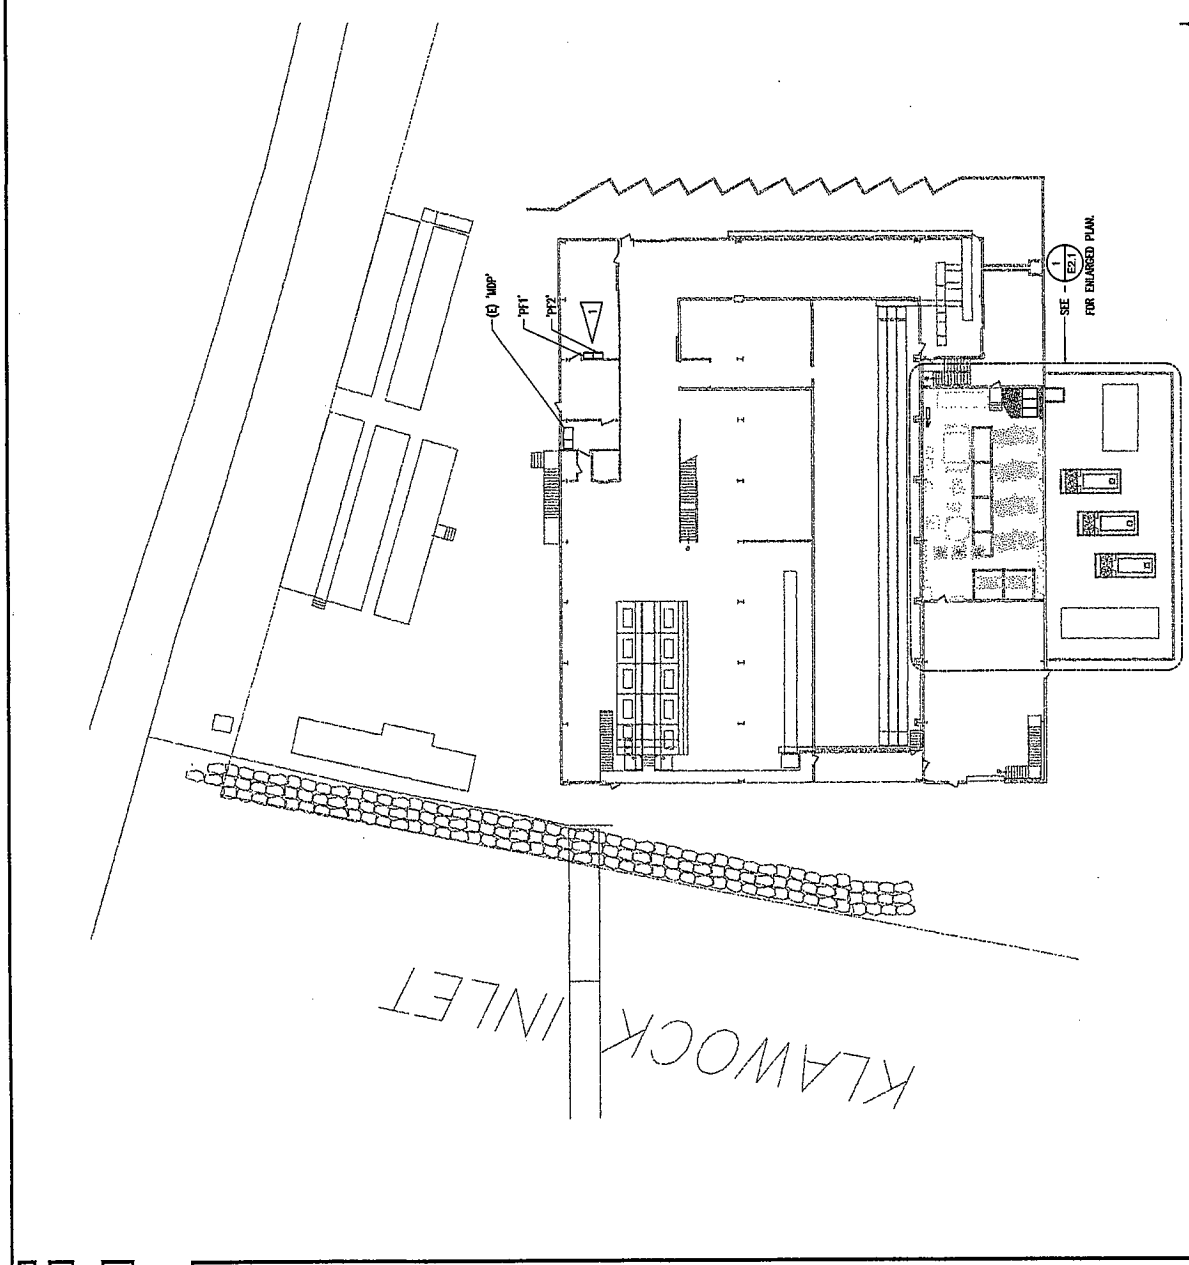 (E) 'MDP'
'PF1'
'PF2'
1
1
E2.1
SEE
FOR ENLARGED PLAN.
KLAWOCK INLET